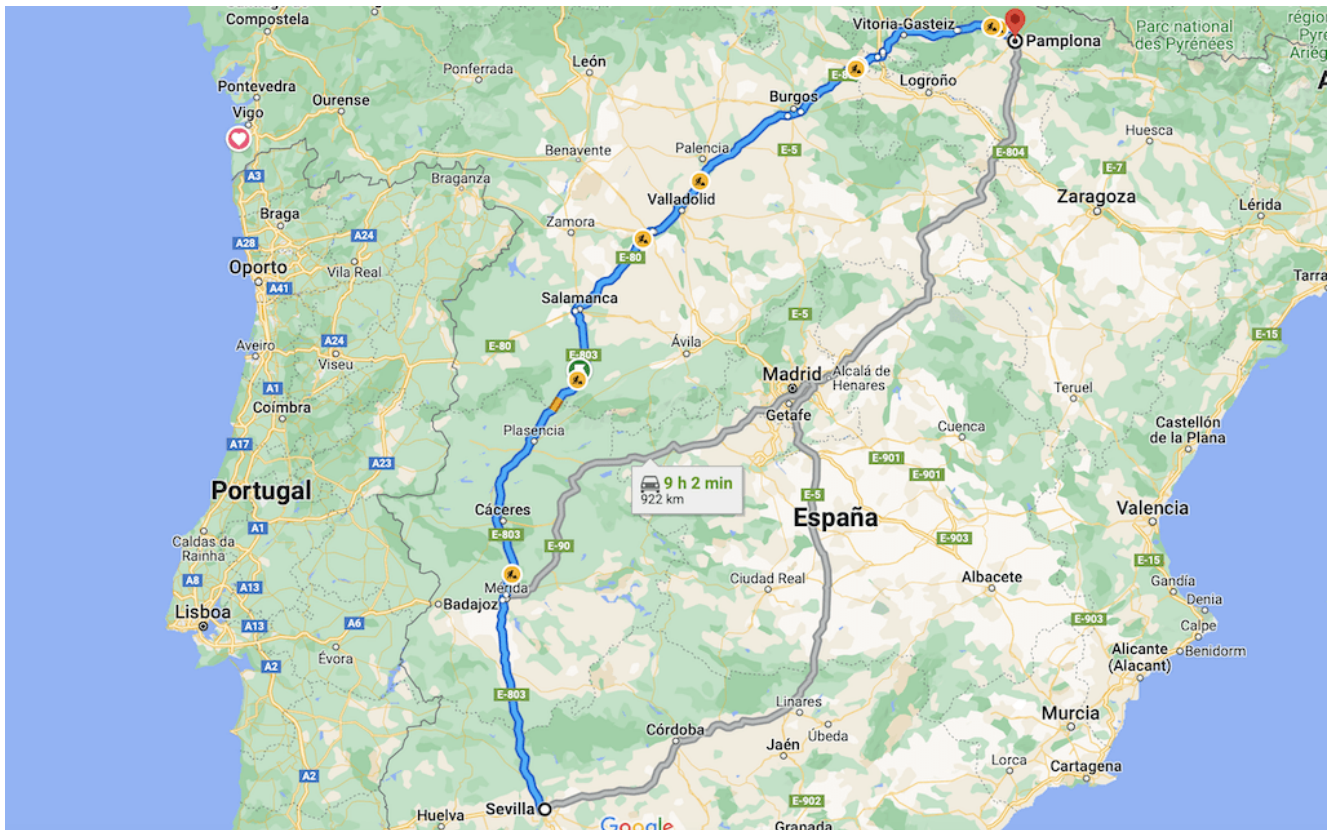 Compostela
Vitoria-Gasteiz
Pamplona
Parc national
des Pyrénées
régio
Pyré
Ariég
León
Ponferrada
Pontevedra
Vigo
Ourense
Logroño
Burgos
Huesca
Benavente
Palencia
E-5
E-804
E-7
A3
Braganza
Valladolid
Zaragoza
Lérida
Braga
A28
A24
Zamora
E-80
Oporto
Vila Real
A41
Tarra
Salamanca
E-5
E-15
Aveiro
A24
Viseu
E-80
E-803
Ávila
A1
Madrid
Alcalá de
Henares
Teruel
Coímbra
Getafe
Castellón
de la Plana
A17
Plasencia
Cuenca
A23
E-901
E-901
9 h 2 min
922 km
Portugal
E-5
España
Valencia
Cáceres
A1
E-803
E-90
E-903
Caldas da
Rainha
A8
A13
Mérida
Ciudad Real
Albacete
E-15
Gandía
Denia
Badajoz
Lisboa
A13
A6
E-903
Calpe
Benidorm
Évora
A2
Alicante
(Alacant)
E-803
Linares
Córdoba
Úbeda
Murcia
Jaén
Lorca
Cartagena
A2
Sevilla
E-902
Huelva
Google
Granada